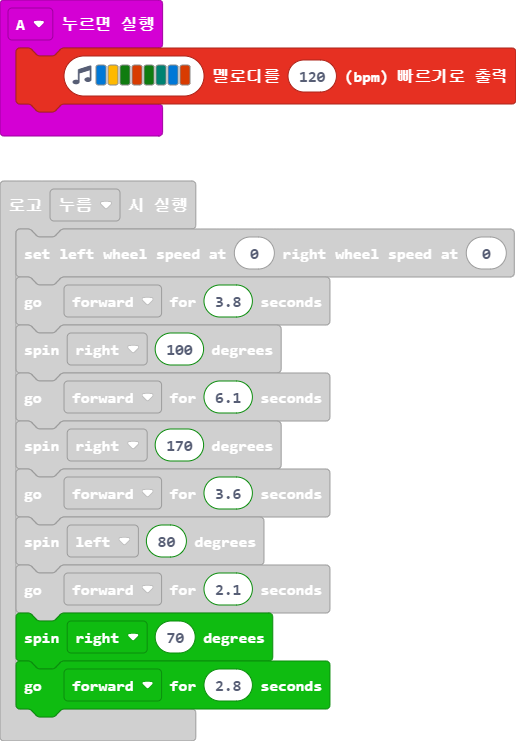 A 누르면 실행
멜로디를 120 (bpm) 빠르기로 출력
로고 누름 시 실행
set left wheel speed at 0 right wheel speed at 0
go forward for 3.8 seconds
spin right 100 degrees
go forward for 6.1 seconds
spin right 170 degrees
go forward for 3.6 seconds
spin left 80 degrees
go forward for 2.1 seconds
spin right 70 degrees
go forward for 2.8 seconds